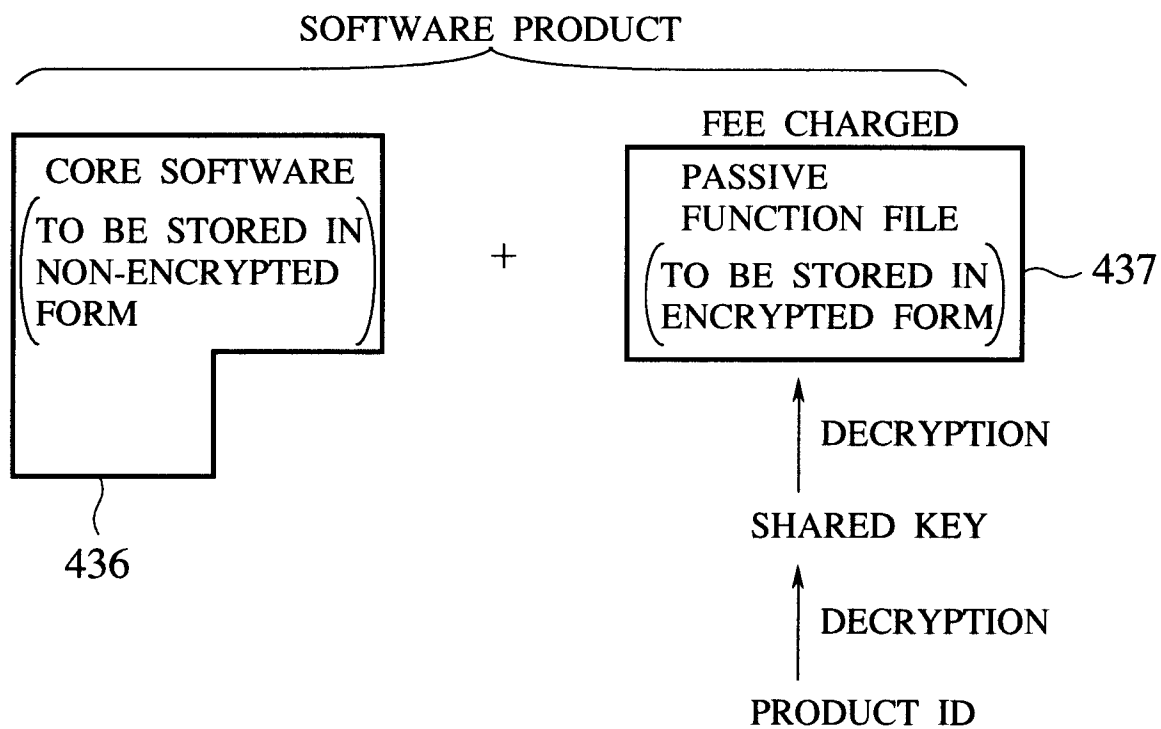 SOFTWARE PRODUCT
CORE SOFTWARE
(TO BE STORED IN
NON-ENCRYPTED
FORM)
436
+
FEE CHARGED
PASSIVE
FUNCTION FILE
(TO BE STORED IN
ENCRYPTED FORM)
437
DECRYPTION
SHARED KEY
DECRYPTION
PRODUCT ID